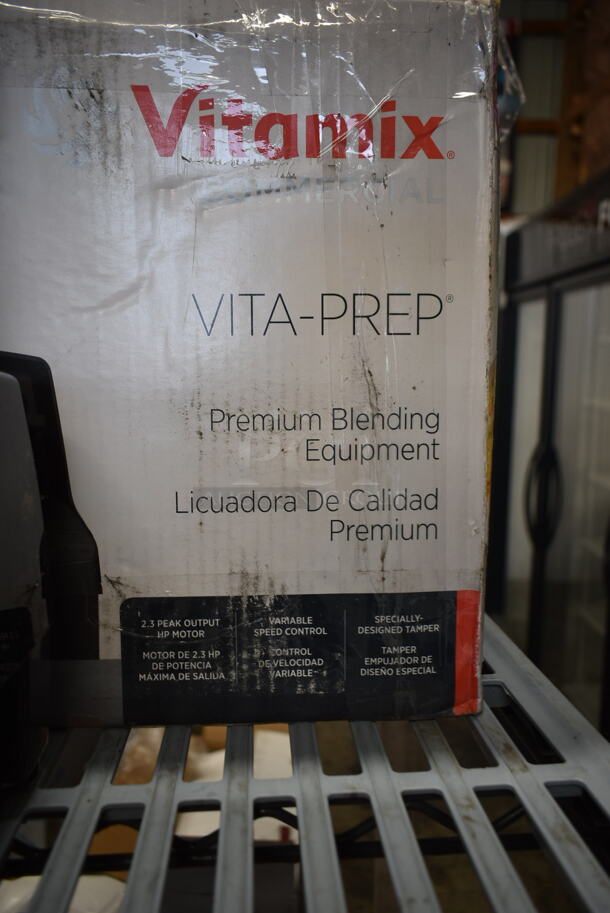 Vitamix®
COMMERCIAL
VITA-PREP®
Premium Blending
Equipment
Licuadora De Calidad
Premium
2.3 PEAK OUTPUT
HP MOTOR
MOTOR DE 2.3 HP
DE POTENCIA
MÁXIMA DE SALIDA
VARIABLE
SPEED CONTROL
CONTROL
DE VELOCIDAD
VARIABLE
SPECIALLY-
DESIGNED TAMPER
TAMPER
EMPUJADOR DE
DISEÑO ESPECIAL